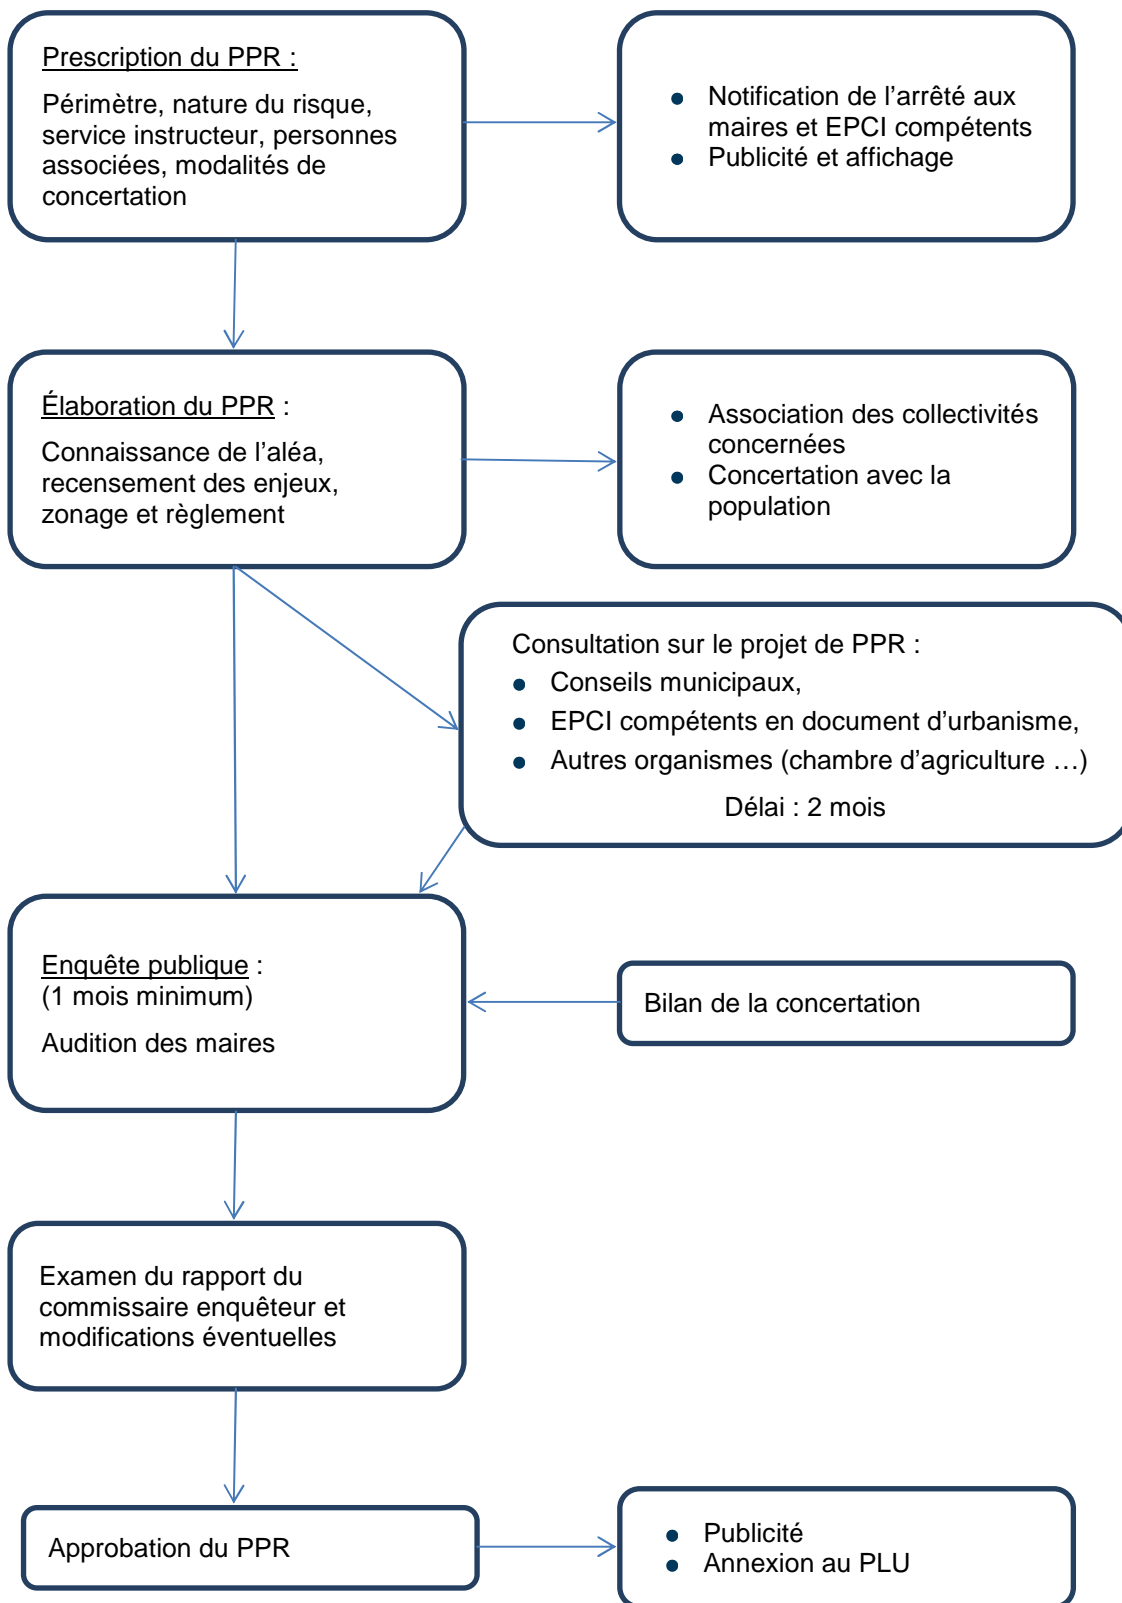 Prescription du PPR :
Périmètre, nature du risque,
service instructeur, personnes
associées, modalités de
concertation
● Notification de l’arrêté aux
maires et EPCI compétents
● Publicité et affichage
Élaboration du PPR :
Connaissance de l’aléa,
recensement des enjeux,
zonage et règlement
● Association des collectivités
concernées
● Concertation avec la
population
Consultation sur le projet de PPR :
● Conseils municipaux,
● EPCI compétents en document d’urbanisme,
● Autres organismes (chambre d’agriculture …)
Délai : 2 mois
Enquête publique :
(1 mois minimum)
Audition des maires
Bilan de la concertation
Examen du rapport du
commissaire enquêteur et
modifications éventuelles
Approbation du PPR
● Publicité
● Annexion au PLU